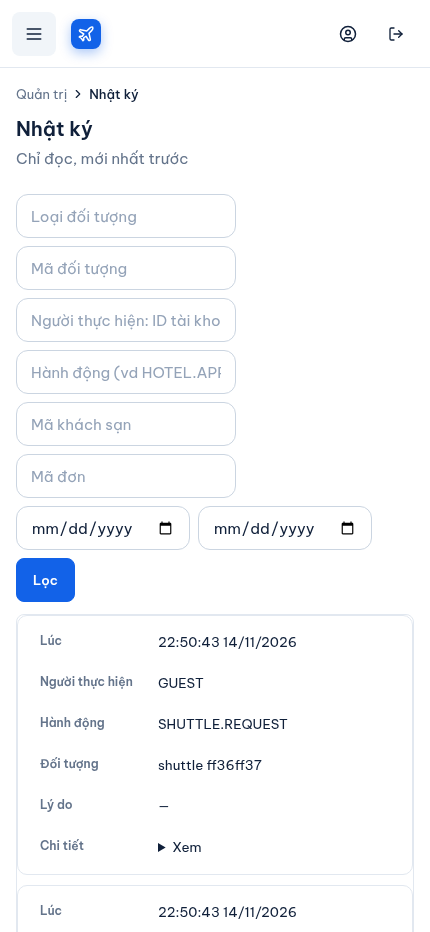 Quản trị > Nhật ký
Nhật ký
Chỉ đọc, mới nhất trước
Loại đối tượng
Mã đối tượng
Người thực hiện: ID tài kho
Hành động (vd HOTEL.APP
Mã khách sạn
Mã đơn
mm/dd/yyyy mm/dd/yyyy
Lọc
Lúc 22:50:43 14/11/2026
Người thực hiện GUEST
Hành động SHUTTLE.REQUEST
Đối tượng shuttle ff36ff37
Lý do —
Chi tiết ▶ Xem
Lúc 22:50:43 14/11/2026